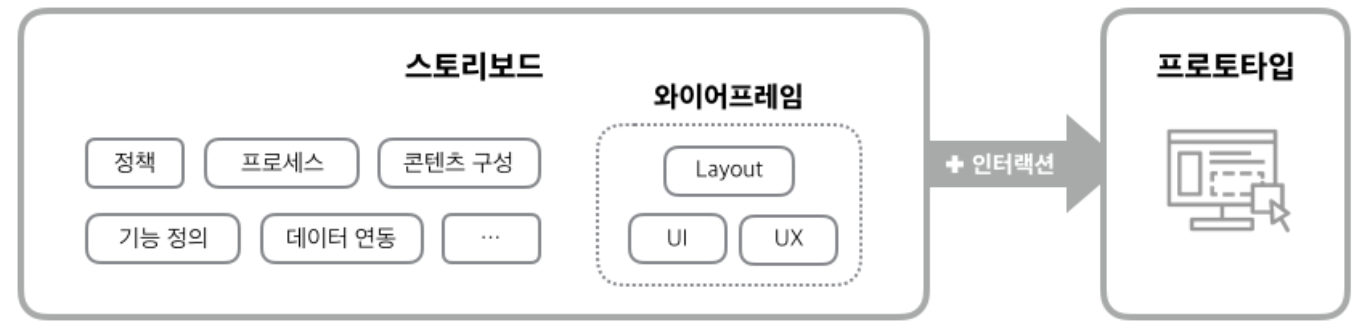 스토리보드
와이어프레임
정책
프로세스
콘텐츠 구성
기능 정의
데이터 연동
...
Layout
UI
UX
+ 인터랙션
프로토타입